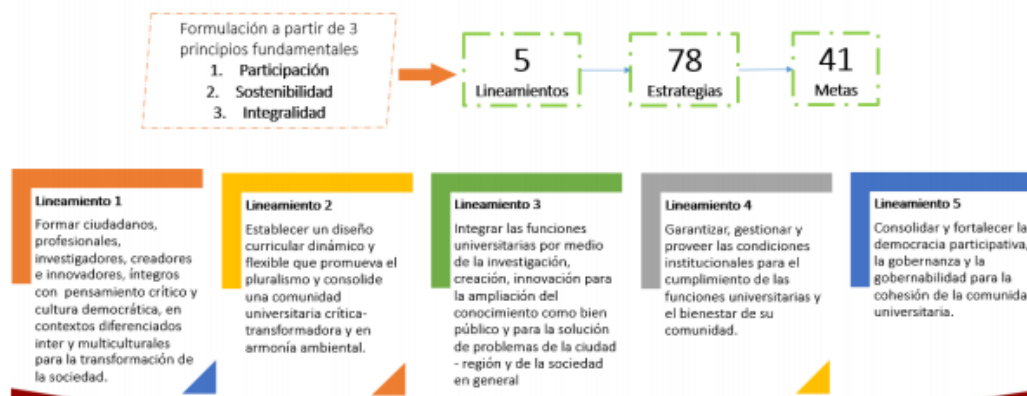 Formulación a partir de 3
principios fundamentales
1. Participación
2. Sostenibilidad
3. Integralidad
5
Lineamientos
78
Estrategias
41
Metas
Lineamiento 1
Formar ciudadanos,
profesionales,
investigadores, creadores
e innovadores, íntegros
con pensamiento crítico y
cultura democrática, en
contextos diferenciados
inter y multiculturales
para la transformación de
la sociedad.
Lineamiento 2
Establecer un diseño
curricular dinámico y
flexible que promueva el
pluralismo y consolide
una comunidad
universitaria crítica-
transformadora y en
armonía ambiental.
Lineamiento 3
Integrar las funciones
universitarias por medio
de la investigación,
creación, innovación para
la ampliación del
conocimiento como bien
público y para la solución
de problemas de la ciudad
- región y de la sociedad
en general
Lineamiento 4
Garantizar, gestionar y
proveer las condiciones
institucionales para el
cumplimiento de las
funciones universitarias y
el bienestar de su
comunidad.
Lineamiento 5
Consolidar y fortalecer la
democracia participativa,
la gobernanza y la
gobernabilidad para la
cohesión de la comunida
universitaria.